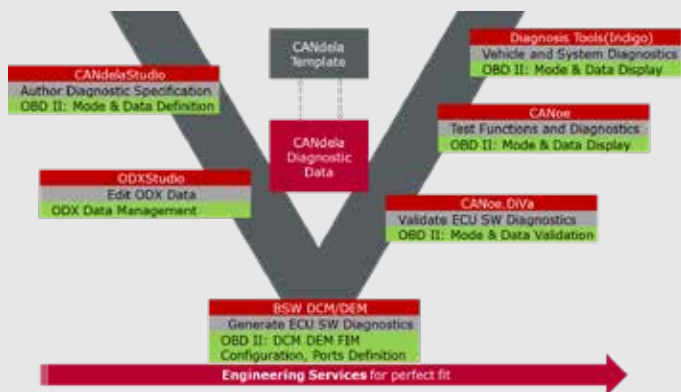 CANdela
Template
Diagnosis Tools(Indigo)
Vehicle and System Diagnostics
OBD II: Mode & Data Display
CANdelaStudio
Author Diagnostic Specification
OBD II: Mode & Data Definition
CANoe
Test Functions and Diagnostics
OBD II: Mode & Data Display
CANdela
Diagnostic
Data
ODXStudio
Edit ODX Data
ODX Data Management
CANoe.DiVa
Validate ECU SW Diagnostics
OBD II: Mode & Data Validation
BSW DCM/DEM
Generate ECU SW Diagnostics
OBD II: DCM DEM FIM
Configuration, Ports Definition
Engineering Services for perfect fit